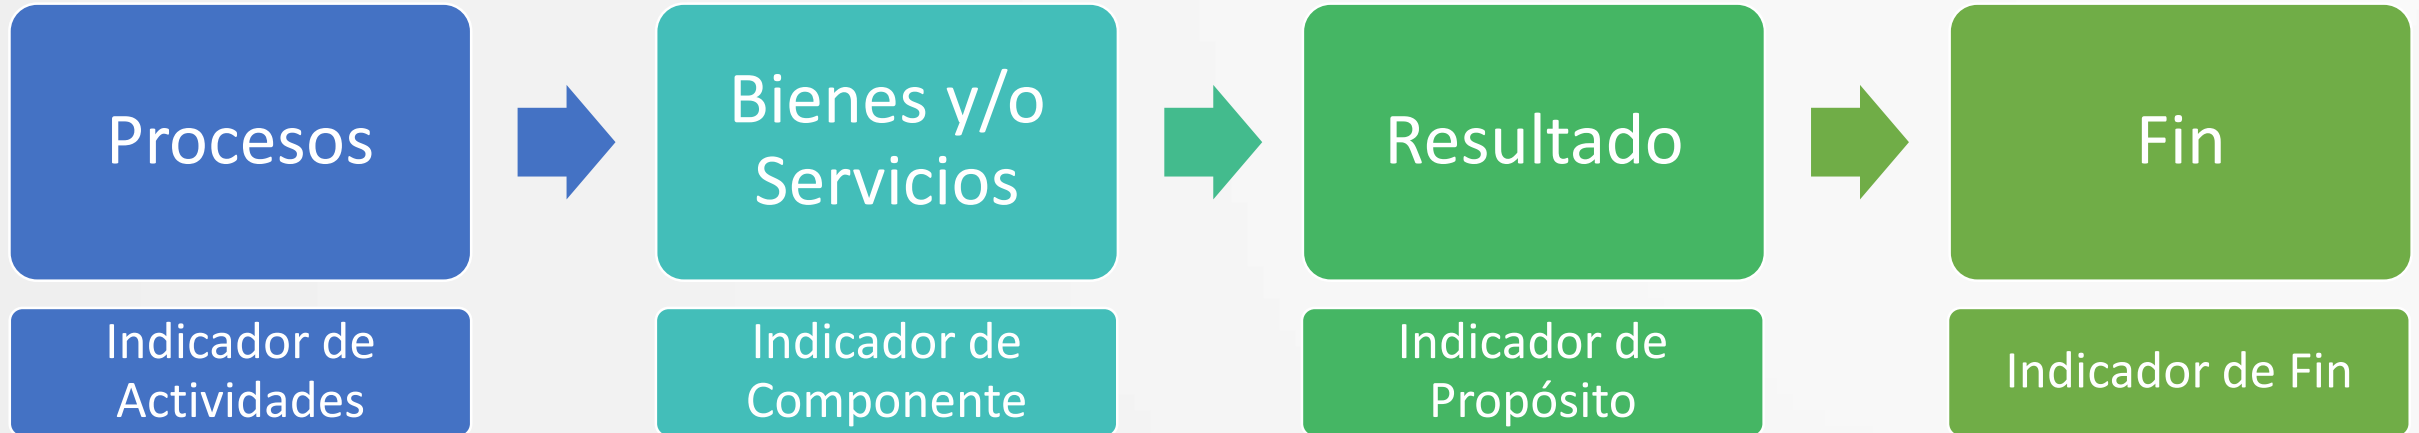 Procesos
Bienes y/o
Servicios
Resultado
Fin
Indicador de
Actividades
Indicador de
Componente
Indicador de
Propósito
Indicador de Fin